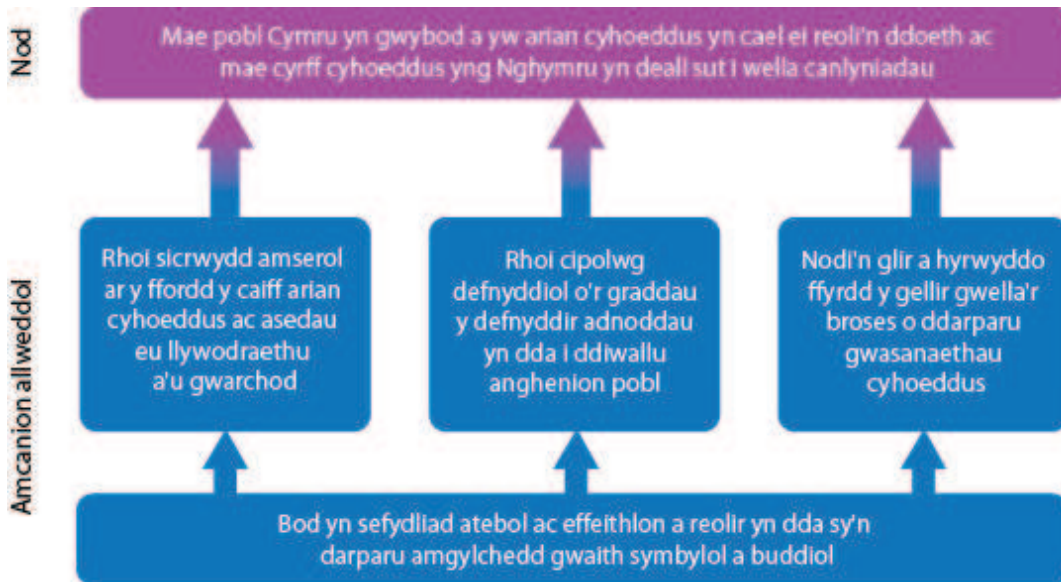 Nod
Mae pobl Cymru yn gwybod a yw arian cyhoeddus yn cael ei reoli'n ddoeth ac
mae cyrff cyhoeddus yng Nghymru yn deall sut i wella canlyniadau
Amcanion allweddol
Rhoi sicrwydd amserol
ar y ffordd y caiff arian
cyhoeddus ac asedau
eu llywodraethu
a'u gwarchod
Rhoi cipolwg
defnyddiol o'r graddau
y defnyddir adnoddau
yn dda i ddiwallu
anghenion pobl
Nodi'n glir a hyrwyddo
ffyrdd y gellir gwella'r
broses o ddarparu
gwasanaethau
cyhoeddus
Bod yn sefydliad atebol ac effeithlon a reolir yn dda sy'n
darparu amgylchedd gwaith symbylol a buddiol